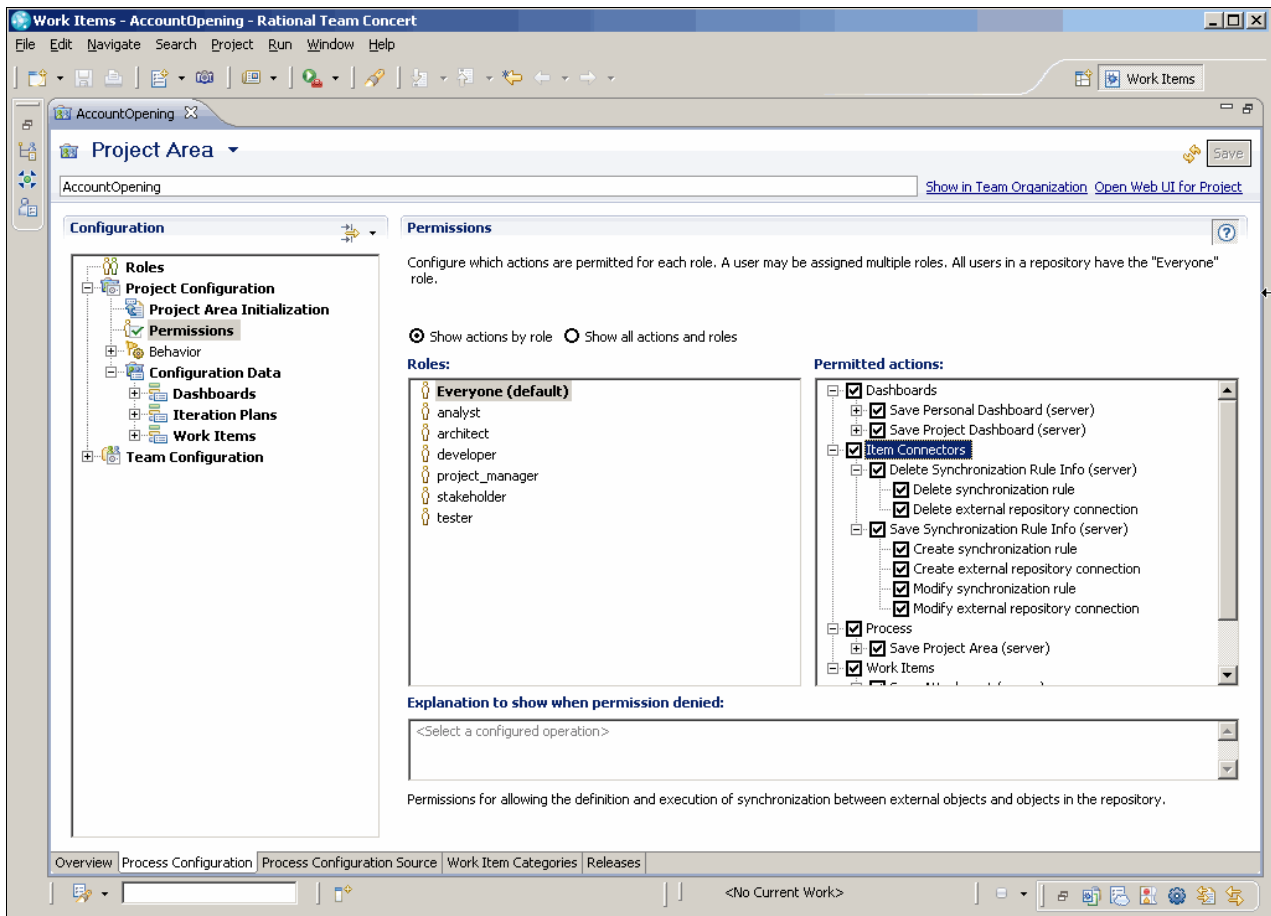 Work Items - AccountOpening - Rational Team Concert
File Edit Navigate Search Project Run Window Help
Work Items
AccountOpening
Project Area
Save
AccountOpening
Show in Team Organization Open Web UI for Project
Configuration
Roles
Project Configuration
Project Area Initialization
Permissions
Behavior
Configuration Data
Dashboards
Iteration Plans
Work Items
Team Configuration
Permissions
Configure which actions are permitted for each role. A user may be assigned multiple roles. All users in a repository have the "Everyone"
role.
Show actions by role Show all actions and roles
Roles:
Everyone (default)
analyst
architect
developer
project_manager
stakeholder
tester
Permitted actions:
Dashboards
Save Personal Dashboard (server)
Save Project Dashboard (server)
Item Connectors
Delete Synchronization Rule Info (server)
Delete synchronization rule
Delete external repository connection
Save Synchronization Rule Info (server)
Create synchronization rule
Create external repository connection
Modify synchronization rule
Modify external repository connection
Process
Save Project Area (server)
Work Items
Explanation to show when permission denied:
<Select a configured operation>
Permissions for allowing the definition and execution of synchronization between external objects and objects in the repository.
Overview Process Configuration Process Configuration Source Work Item Categories Releases
<No Current Work>